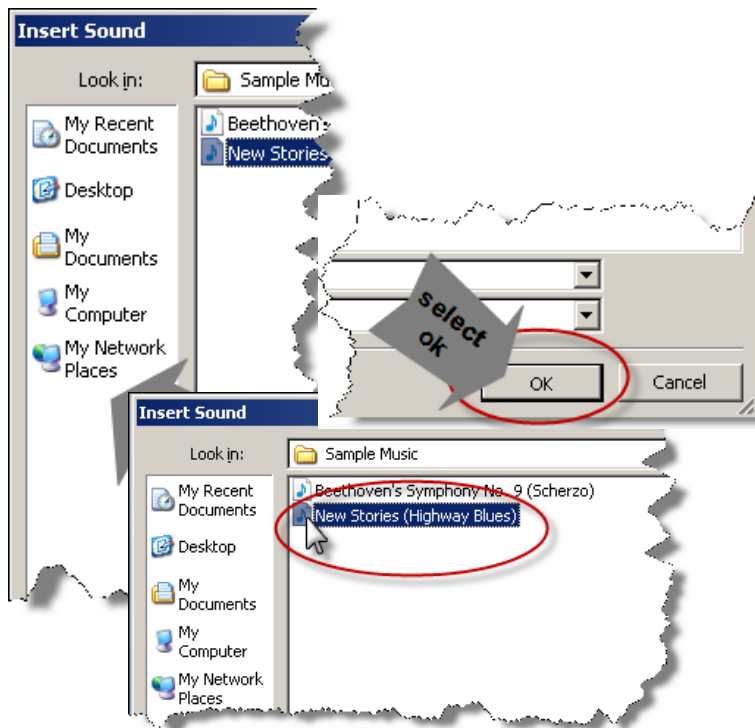 Insert Sound
Look in:
Sample Mu
My Recent
Documents
Desktop
My
Documents
My
Computer
My Network
Places
Beethoven's
New Stories
select
ok
OK
Cancel
Insert Sound
Look in:
Sample Music
My Recent
Documents
Desktop
My
Documents
My
Computer
My Network
Places
Beethoven's Symphony No. 9 (Scherzo)
New Stories (Highway Blues)